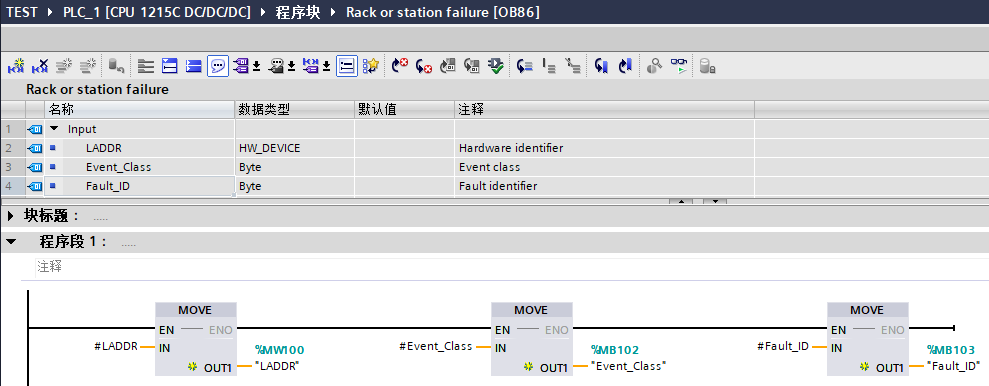 TEST ▸ PLC_1 [CPU 1215C DC/DC/DC] ▸ 程序块 ▸ Rack or station failure [OB86]
Rack or station failure
名称 数据类型 默认值 注释
1 Input
2 LADDR HW_DEVICE Hardware identifier
3 Event_Class Byte Event class
4 Fault_ID Byte Fault identifier
块标题： .....
程序段 1： .....
注释
MOVE MOVE MOVE
EN ENO EN ENO EN ENO
#LADDR IN #Event_Class IN #Fault_ID IN
%MW100 %MB102 %MB103
OUT1 "LADDR" OUT1 "Event_Class" OUT1 "Fault_ID"